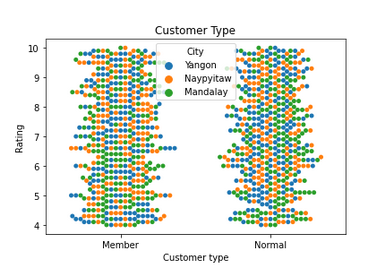 Customer Type
City
Yangon
Naypyitaw
Mandalay
Rating
10
9
8
7
6
5
4
Member
Normal
Customer type